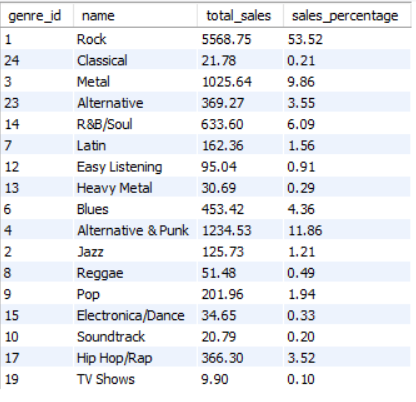 genre_id name total_sales sales_percentage
1 Rock 5568.75 53.52
24 Classical 21.78 0.21
3 Metal 1025.64 9.86
23 Alternative 369.27 3.55
14 R&B/Soul 633.60 6.09
7 Latin 162.36 1.56
12 Easy Listening 95.04 0.91
13 Heavy Metal 30.69 0.29
6 Blues 453.42 4.36
4 Alternative & Punk 1234.53 11.86
2 Jazz 125.73 1.21
8 Reggae 51.48 0.49
9 Pop 201.96 1.94
15 Electronica/Dance 34.65 0.33
10 Soundtrack 20.79 0.20
17 Hip Hop/Rap 366.30 3.52
19 TV Shows 9.90 0.10